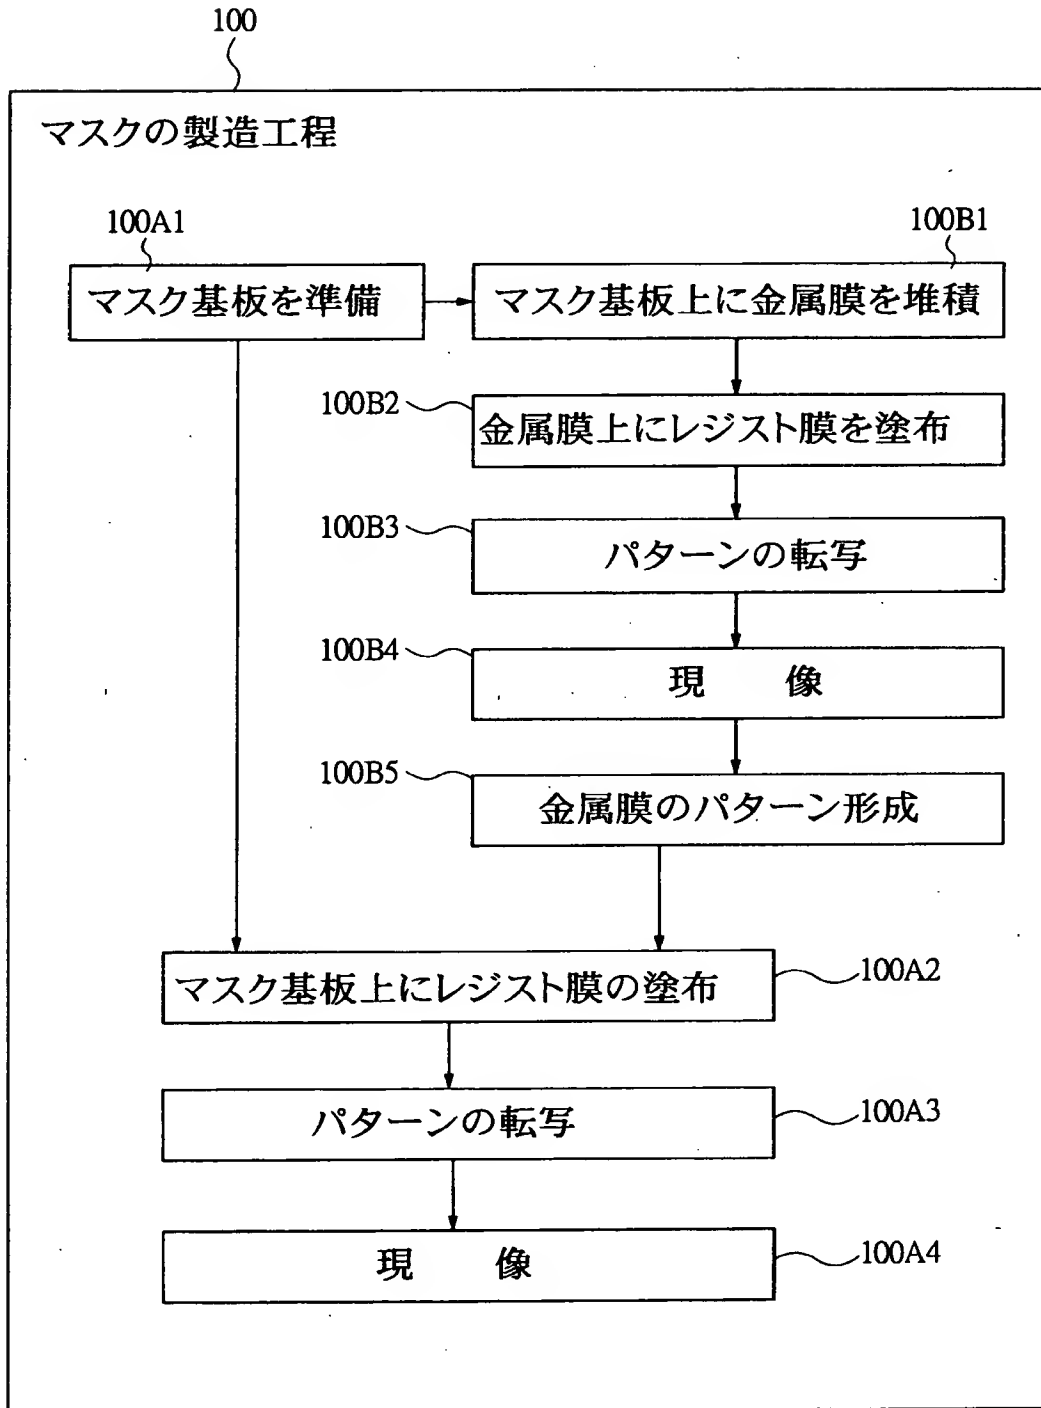 100
マスクの製造工程
100A1
100B1
マスク基板を準備
マスク基板上に金属膜を堆積
100B2
金属膜上にレジスト膜を塗布
100B3
パターンの転写
100B4
現 像
100B5
金属膜のパターン形成
マスク基板上にレジスト膜の塗布
100A2
パターンの転写
100A3
現 像
100A4